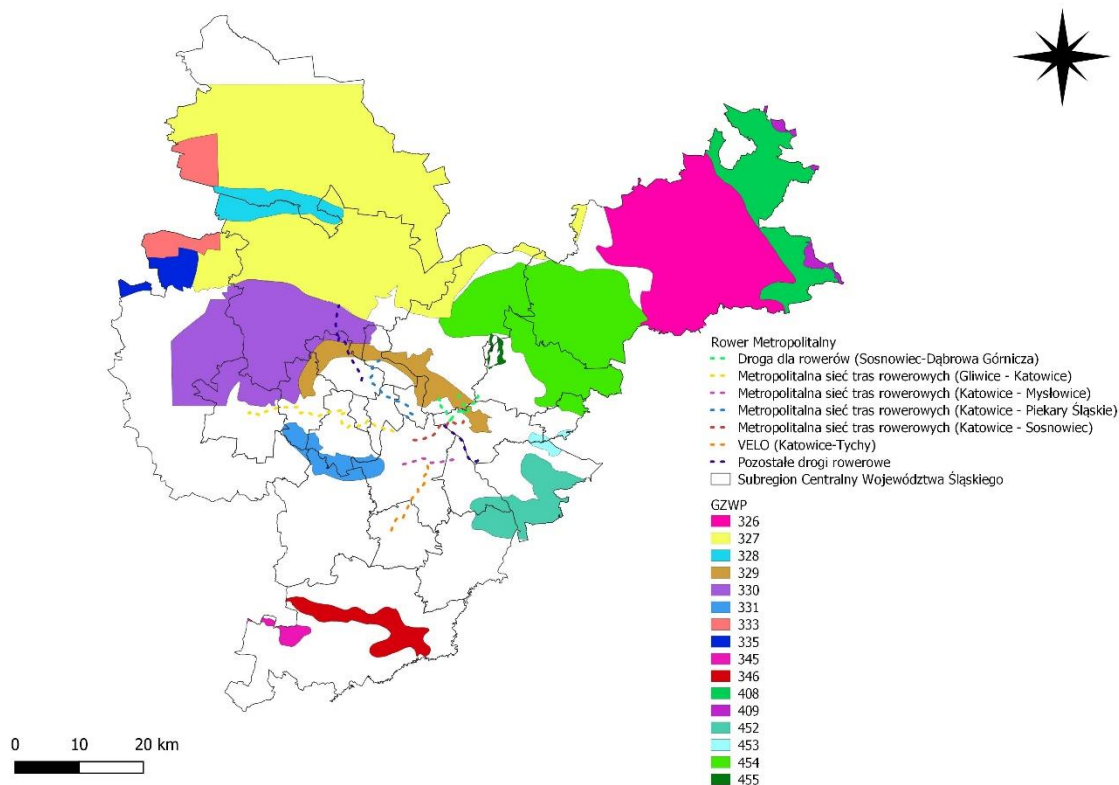 Rower Metropolitalny
Droga dla rowerów (Sosnowiec-Dąbrowa Górnicza)
Metropolitalna sieć tras rowerowych (Gliwice - Katowice)
Metropolitalna sieć tras rowerowych (Katowice - Mysłowice)
Metropolitalna sieć tras rowerowych (Katowice - Piekary Śląskie)
Metropolitalna sieć tras rowerowych (Katowice - Sosnowiec)
VELO (Katowice-Tychy)
Pozostałe drogi rowerowe
Subregion Centralny Województwa Śląskiego
GZWP
326
327
328
329
330
331
333
335
345
346
408
409
452
453
454
455
0 10 20 km